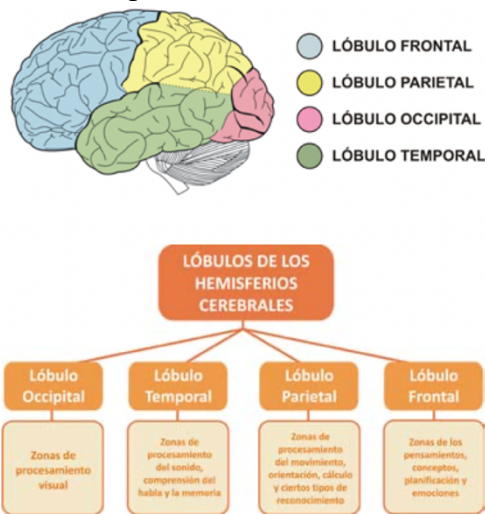 LÓBULO FRONTAL
LÓBULO PARIETAL
LÓBULO OCCIPITAL
LÓBULO TEMPORAL
LÓBULOS DE LOS
HEMISFERIOS
CEREBRALES
Lóbulo
Occipital
Lóbulo
Temporal
Lóbulo
Parietal
Lóbulo
Frontal
Zonas de
procesamiento
visual
Zonas de
procesamiento
del sonido,
comprensión del
habla y la memoria
Zonas de
procesamiento
del movimiento,
orientación, cálculo
y ciertos tipos de
reconocimiento
Zonas de los
pensamientos,
conceptos,
planificación y
emociones